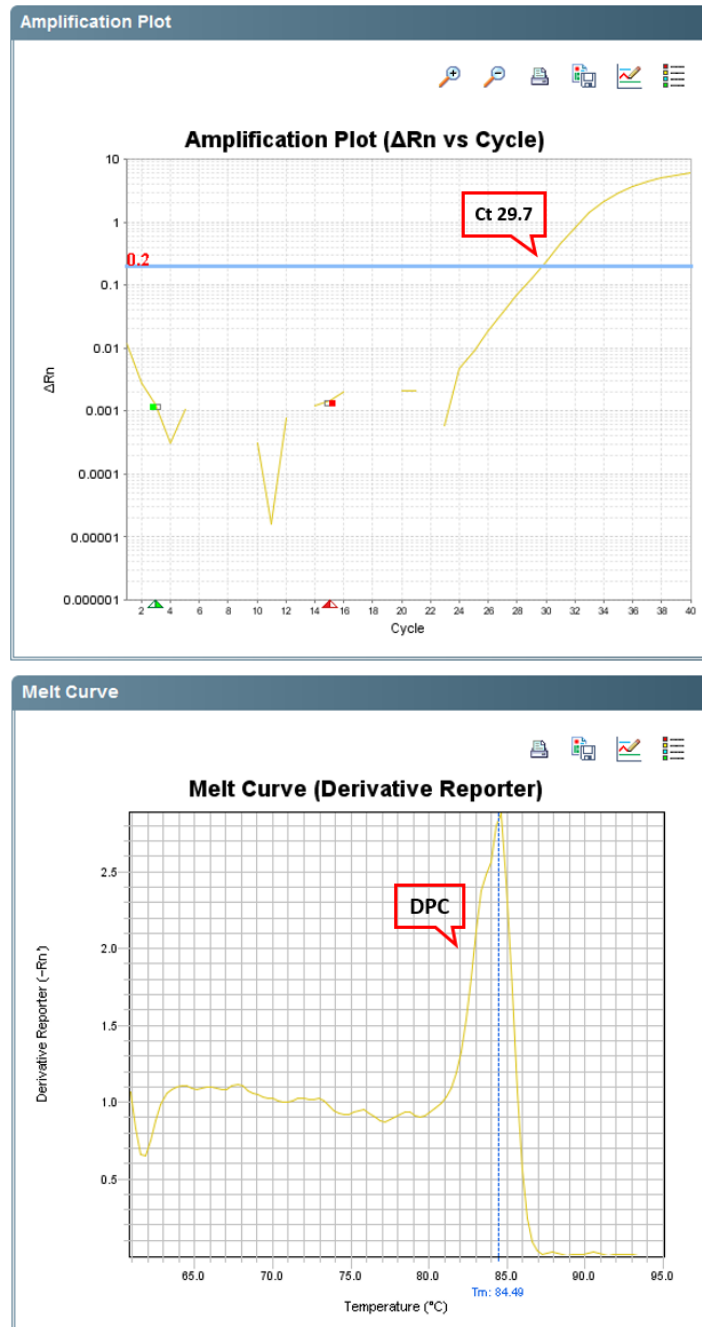 Amplification Plot
Amplification Plot (ΔRn vs Cycle)
10
Ct 29.7
1
0.2
0.1
0.01
ΔRn
0.001
0.0001
0.00001
0.000001
2 4 6 8 10 12 14 16 18 20 22 24 26 28 30 32 34 36 38 40
Cycle
Melt Curve
Melt Curve (Derivative Reporter)
2.5
DPC
2.0
Derivative Reporter (-Rn')
1.5
1.0
0.5
65.0 70.0 75.0 80.0 85.0 90.0 95.0
Tm: 84.49
Temperature (°C)